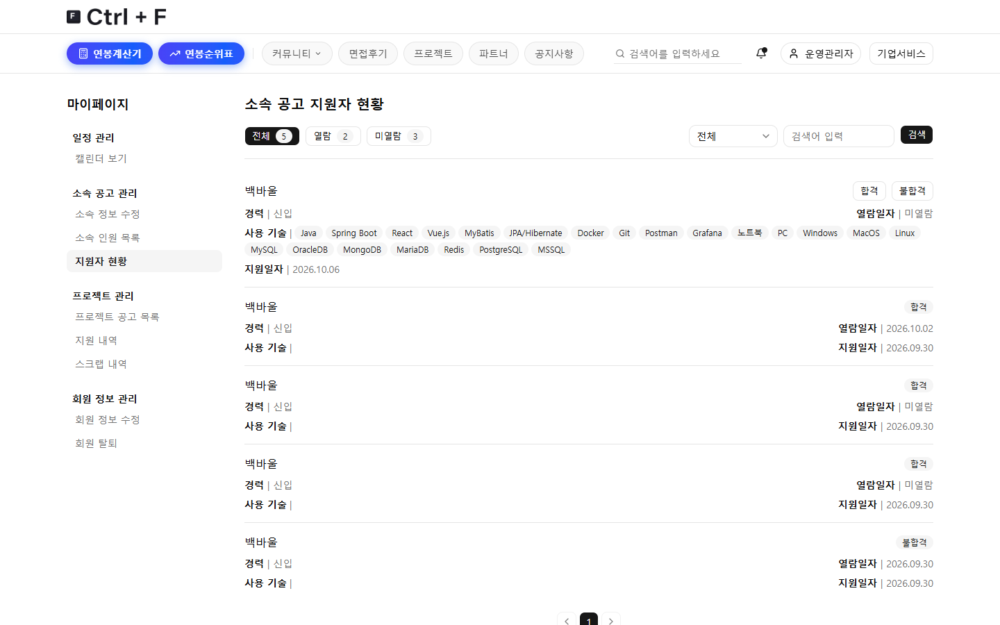 F Ctrl + F
연봉계산기 연봉순위표 커뮤니티 면접후기 프로젝트 파트너 공지사항 검색어를 입력하세요 운영관리자 기업서비스
마이페이지
일정 관리
캘린더 보기
소속 공고 관리
소속 정보 수정
소속 인원 목록
지원자 현황
프로젝트 관리
프로젝트 공고 목록
지원 내역
스크랩 내역
회원 정보 관리
회원 정보 수정
회원 탈퇴
소속 공고 지원자 현황
전체 5 열람 2 미열람 3 전체 검색어 입력 검색
백바울 합격 불합격
경력 | 신입 열람일자 | 미열람
사용 기술 | Java Spring Boot React Vue.js MyBatis JPA/Hibernate Docker Git Postman Grafana 노트북 PC Windows MacOS Linux
MySQL OracleDB MongoDB MariaDB Redis PostgreSQL MSSQL
지원일자 | 2026.10.06
백바울 합격
경력 | 신입 열람일자 | 2026.10.02
사용 기술 | 지원일자 | 2026.09.30
백바울 합격
경력 | 신입 열람일자 | 미열람
사용 기술 | 지원일자 | 2026.09.30
백바울 합격
경력 | 신입 열람일자 | 미열람
사용 기술 | 지원일자 | 2026.09.30
백바울 불합격
경력 | 신입 열람일자 | 2026.09.30
사용 기술 | 지원일자 | 2026.09.30
1